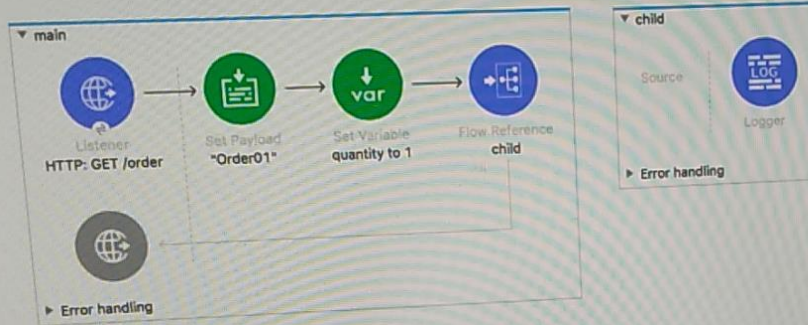 main
Listener
HTTP: GET /order
Set Payload
"Order01"
var
Set Variable
quantity to 1
Flow Reference
child
Error handling
child
Source
LOG
Logger
Error handling